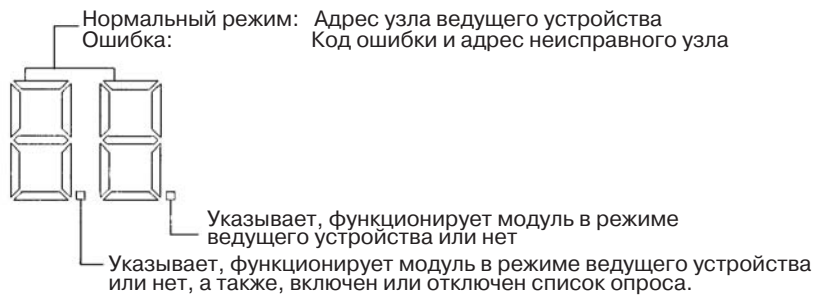 Нормальный режим: Адрес узла ведущего устройства
Ошибка: Код ошибки и адрес неисправного узла
Указывает, функционирует модуль в режиме
ведущего устройства или нет
Указывает, функционирует модуль в режиме ведущего устройства
или нет, а также, включен или отключен список опроса.